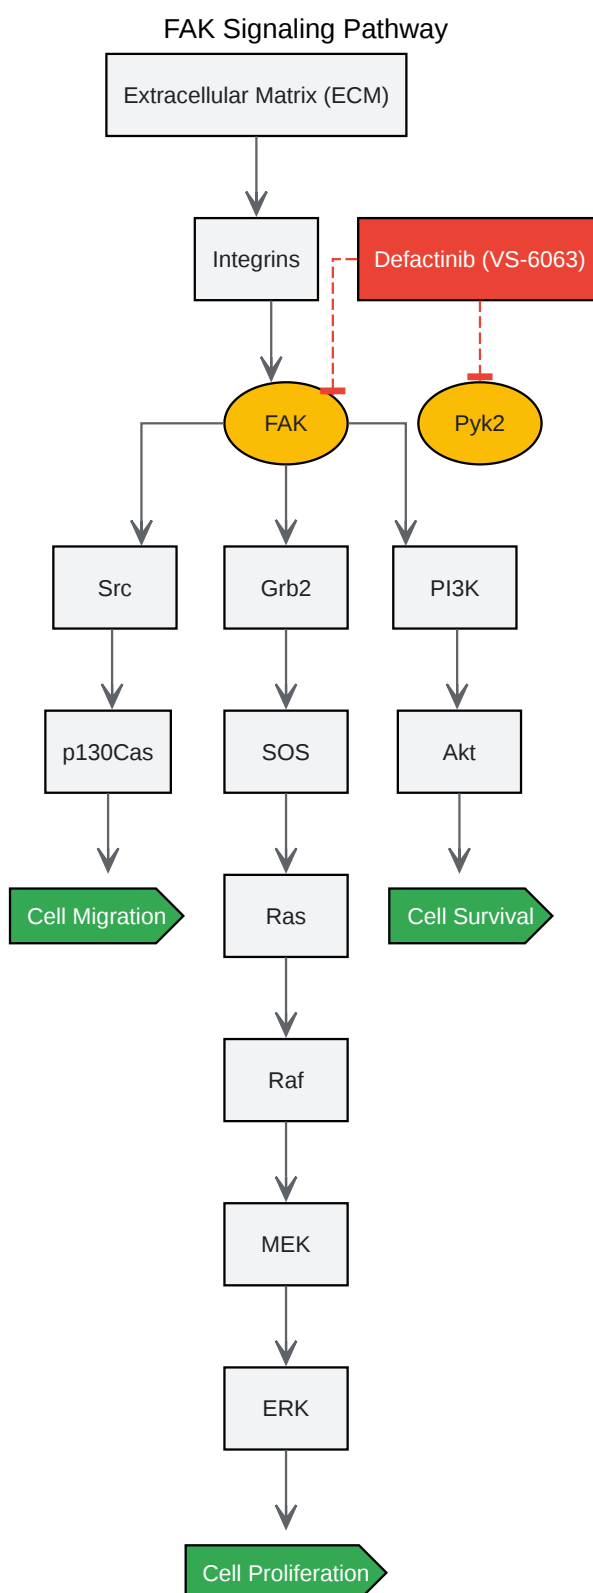 FAK Signaling Pathway
Extracellular Matrix (ECM)
Integrins
Defactinib (VS-6063)
FAK
Pyk2
Src
Grb2
PI3K
p130Cas
SOS
Akt
Cell Migration
Ras
Cell Survival
Raf
MEK
ERK
Cell Proliferation